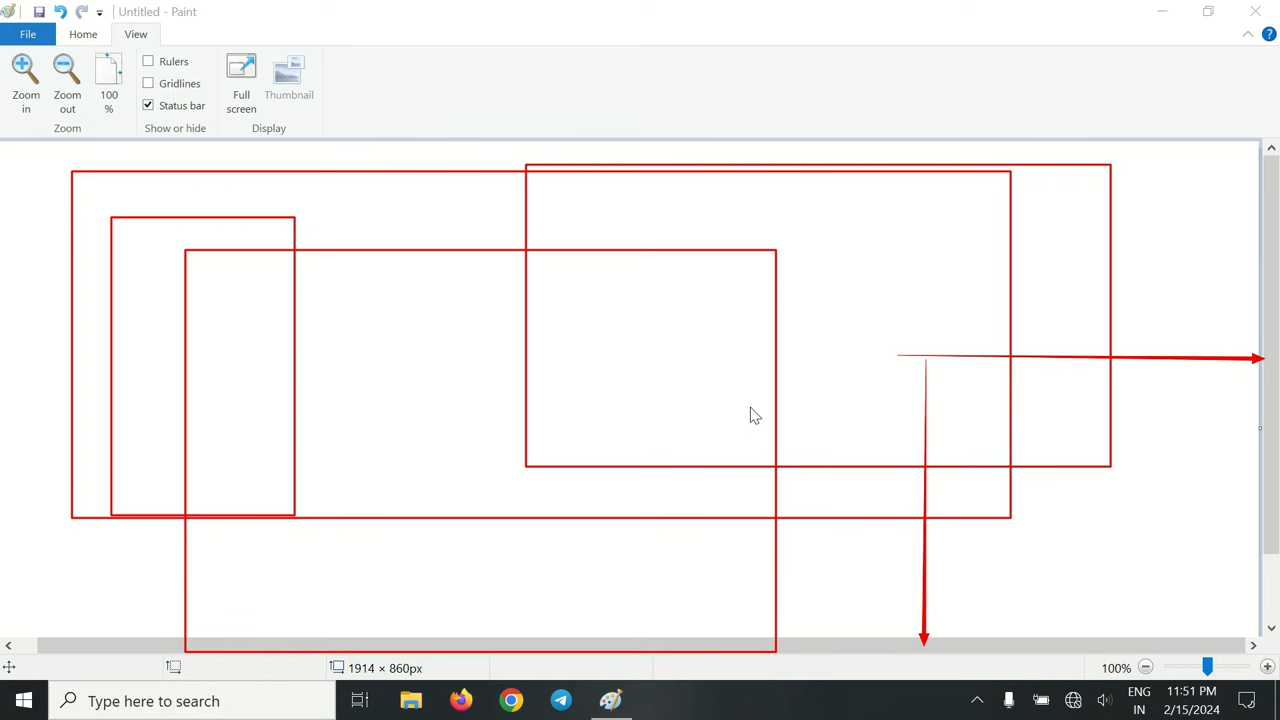 Untitled - Paint
File Home View
Zoom in
Zoom out
100 %
Rulers
Gridlines
Status bar
Full screen
Thumbnail
Zoom
Show or hide
Display
1914 × 860px
100%
Type here to search
ENG
IN
11:51 PM
2/15/2024